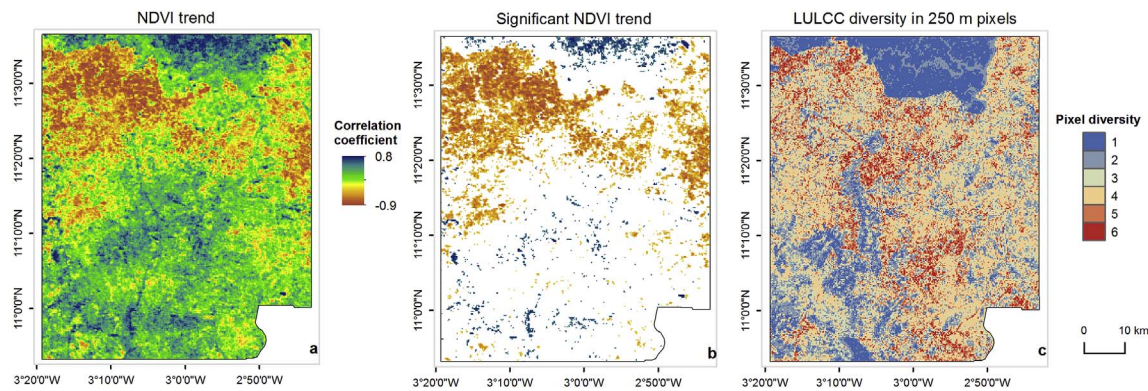 NDVI trend
Significant NDVI trend
LULCC diversity in 250 m pixels
11°30'0"N
11°20'0"N
11°10'0"N
11°0'0"N
3°20'0"W 3°10'0"W 3°0'0"W 2°50'0"W
a
Correlation
coefficient
0.8
-0.9
11°30'0"N
11°20'0"N
11°10'0"N
11°0'0"N
3°20'0"W 3°10'0"W 3°0'0"W 2°50'0"W
b
11°30'0"N
11°20'0"N
11°10'0"N
11°0'0"N
3°20'0"W 3°10'0"W 3°0'0"W 2°50'0"W
c
Pixel diversity
1
2
3
4
5
6
0 10 km